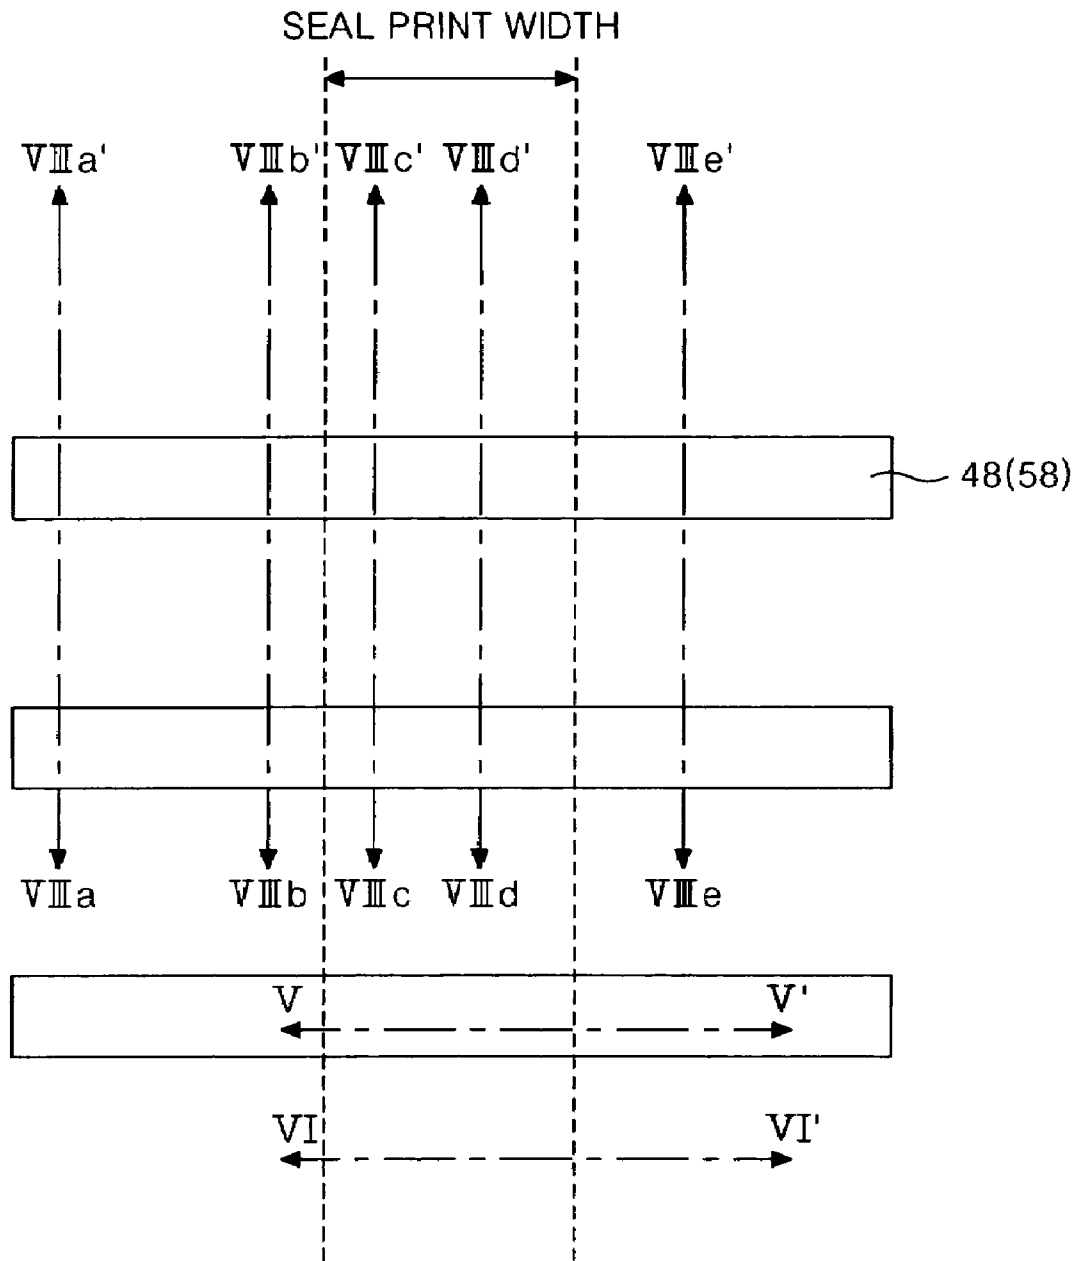 SEAL PRINT WIDTH
VIIIa' VIIIb' VIIIc' VIIId' VIIIe'
48(58)
VIIIa VIIIb VIIIc VIIId VIIIe
V V'
VI VI'